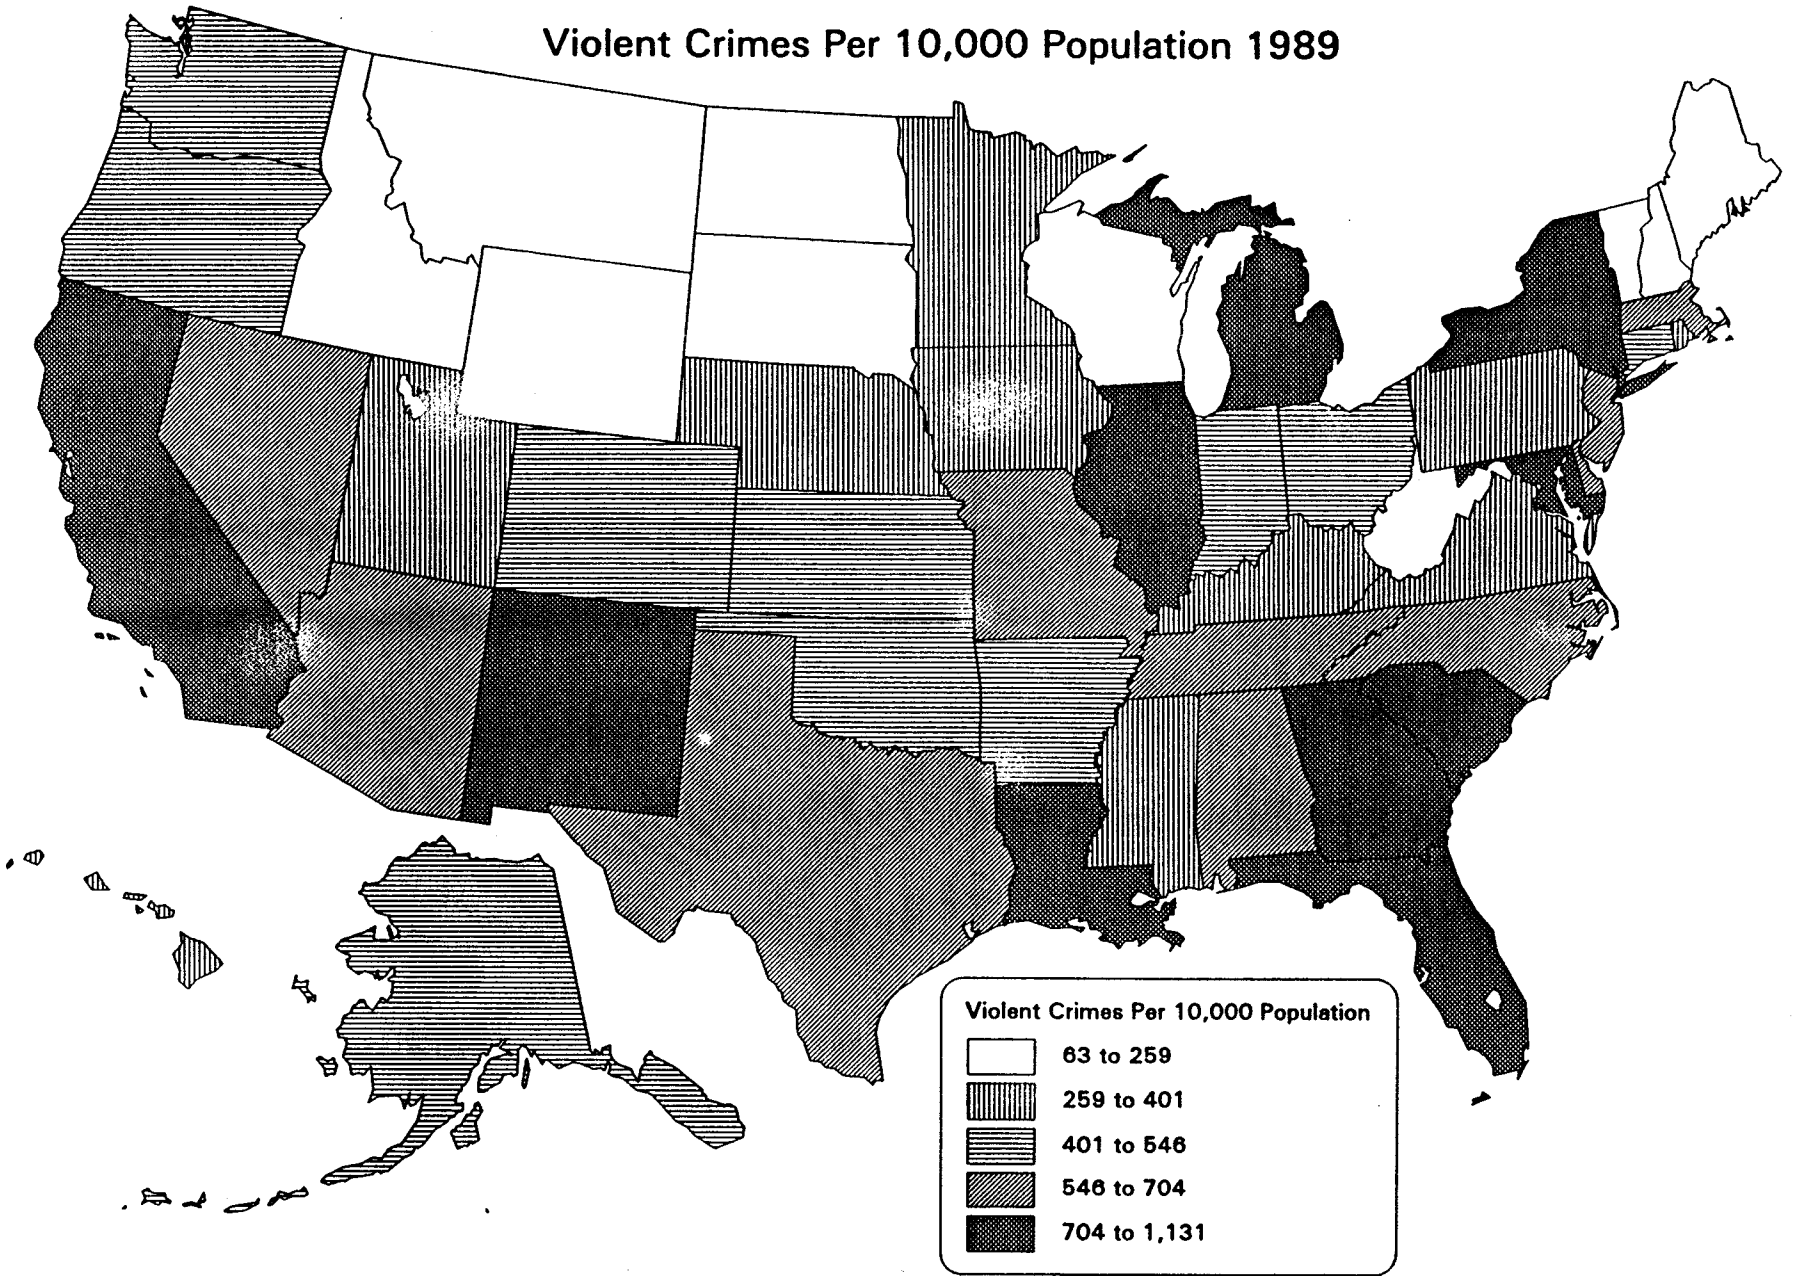 Violent Crimes Per 10,000 Population 1989
Violent Crimes Per 10,000 Population
63 to 259
259 to 401
401 to 546
546 to 704
704 to 1,131